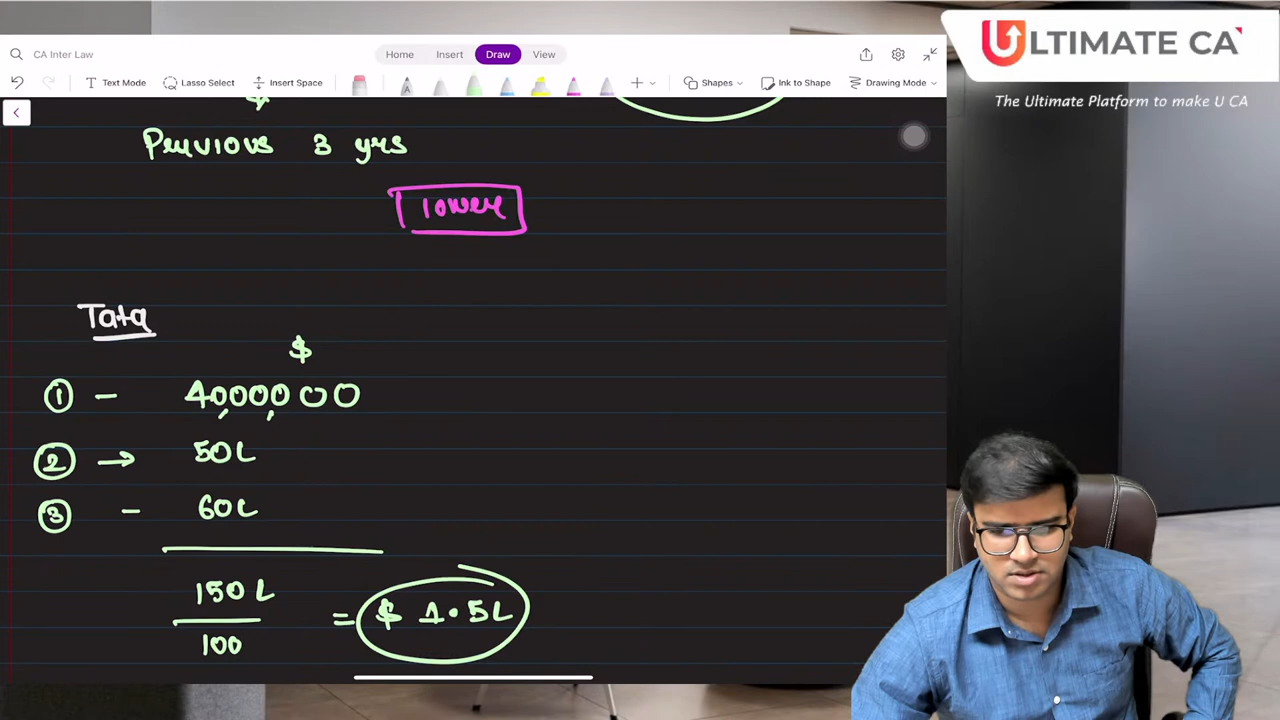 ULTIMATE CA
The Ultimate Platform to make U CA
CA Inter Law
Home Insert Draw View
Text Mode Lasso Select Insert Space Shapes Ink to Shape Drawing Mode
$
Previous 3 yrs
lower
Tata
$
① - 40,00,000
② → 50L
③ - 60L
150L
100
= $ 1.5L